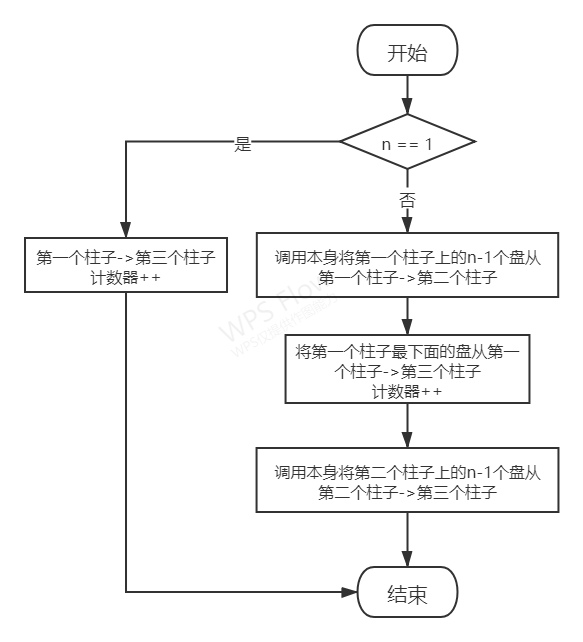 开始
n == 1
是
否
第一个柱子->第三个柱子
计数器++
调用本身将第一个柱子上的n-1个盘从
第一个柱子->第二个柱子
WPS Flow
将第一个柱子最下面的盘从第一
个柱子->第三个柱子
计数器++
调用本身将第二个柱子上的n-1个盘从
第二个柱子->第三个柱子
结束